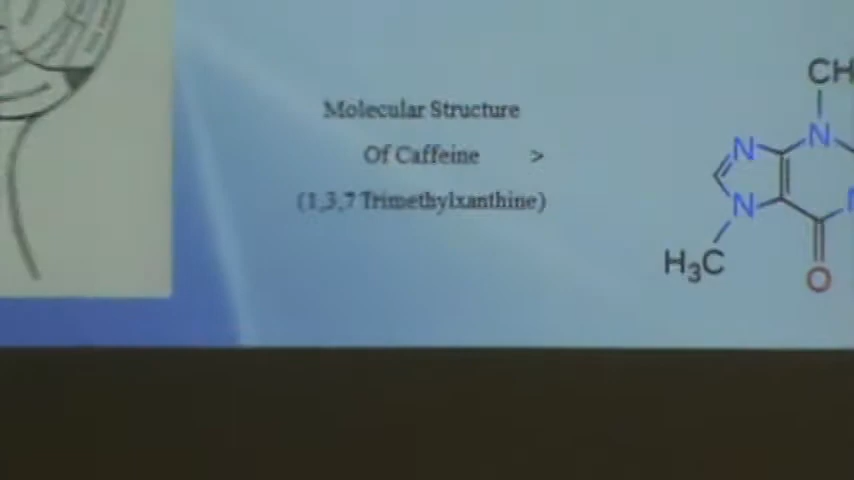 Molecular Structure
Of Caffeine >
(1,3,7 Trimethylxanthine)
CH
N
N
N
N
H3C
O